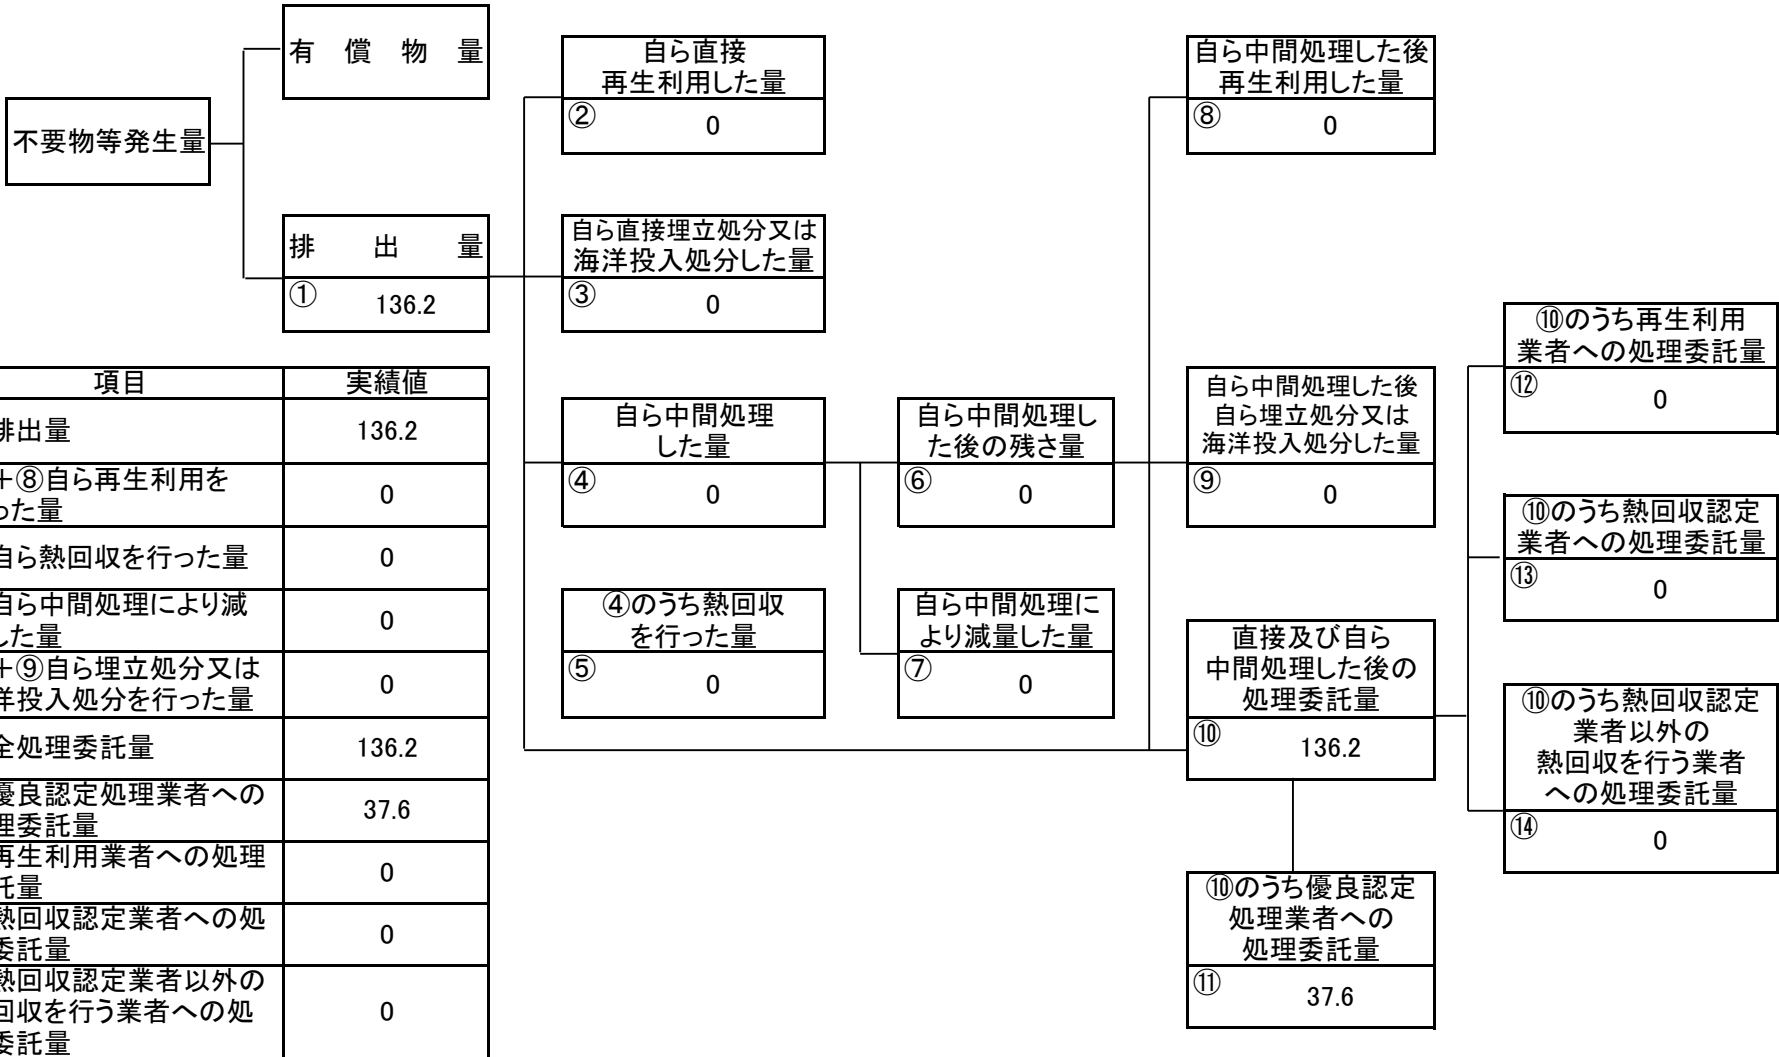 有 償 物 量
不要物等発生量
排 出 量
① 136.2
自ら直接
再生利用した量
② 0
自ら直接埋立処分又は
海洋投入処分した量
③ 0
自ら中間処理
した量
④ 0
④のうち熱回収
を行った量
⑤ 0
自ら中間処理し
た後の残さ量
⑥ 0
自ら中間処理に
より減量した量
⑦ 0
自ら中間処理した後
再生利用した量
⑧ 0
自ら中間処理した後
自ら埋立処分又は
海洋投入処分した量
⑨ 0
直接及び自ら
中間処理した後の
処理委託量
⑩ 136.2
⑩のうち優良認定
処理業者への
処理委託量
⑪ 37.6
⑩のうち再生利用
業者への処理委託量
⑫ 0
⑩のうち熱回収認定
業者への処理委託量
⑬ 0
⑩のうち熱回収認定
業者以外の
熱回収を行う業者
への処理委託量
⑭ 0
項目 実績値
排出量 136.2
+⑧自ら再生利用を
った量 0
自ら熱回収を行った量 0
自ら中間処理により減
した量 0
+⑨自ら埋立処分又は
洋投入処分を行った量 0
全処理委託量 136.2
優良認定処理業者への
理委託量 37.6
再生利用業者への処理
託量 0
熱回収認定業者への処
委託量 0
熱回収認定業者以外の
回収を行う業者への処
委託量 0